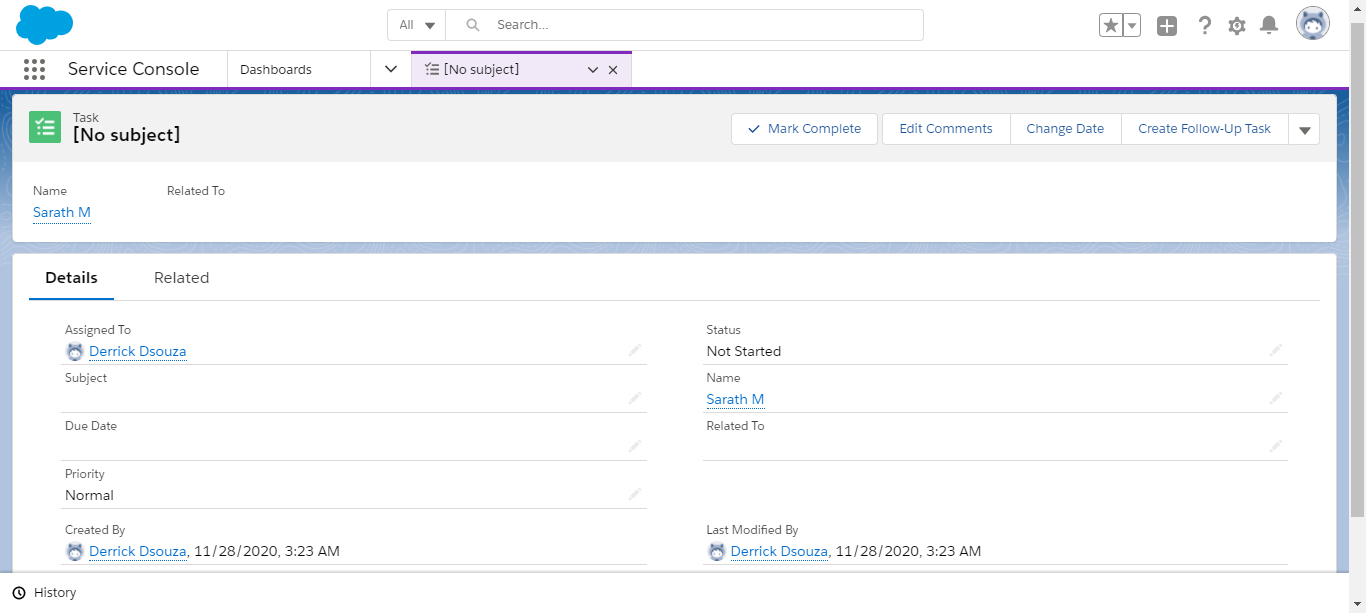 All Search...
Service Console Dashboards [No subject]
Task
[No subject]
Mark Complete Edit Comments Change Date Create Follow-Up Task
Name Related To
Sarath M
Details Related
Assigned To Status
Derrick Dsouza Not Started
Subject Name
Sarath M
Due Date Related To
Priority
Normal
Created By Last Modified By
Derrick Dsouza, 11/28/2020, 3:23 AM Derrick Dsouza, 11/28/2020, 3:23 AM
History